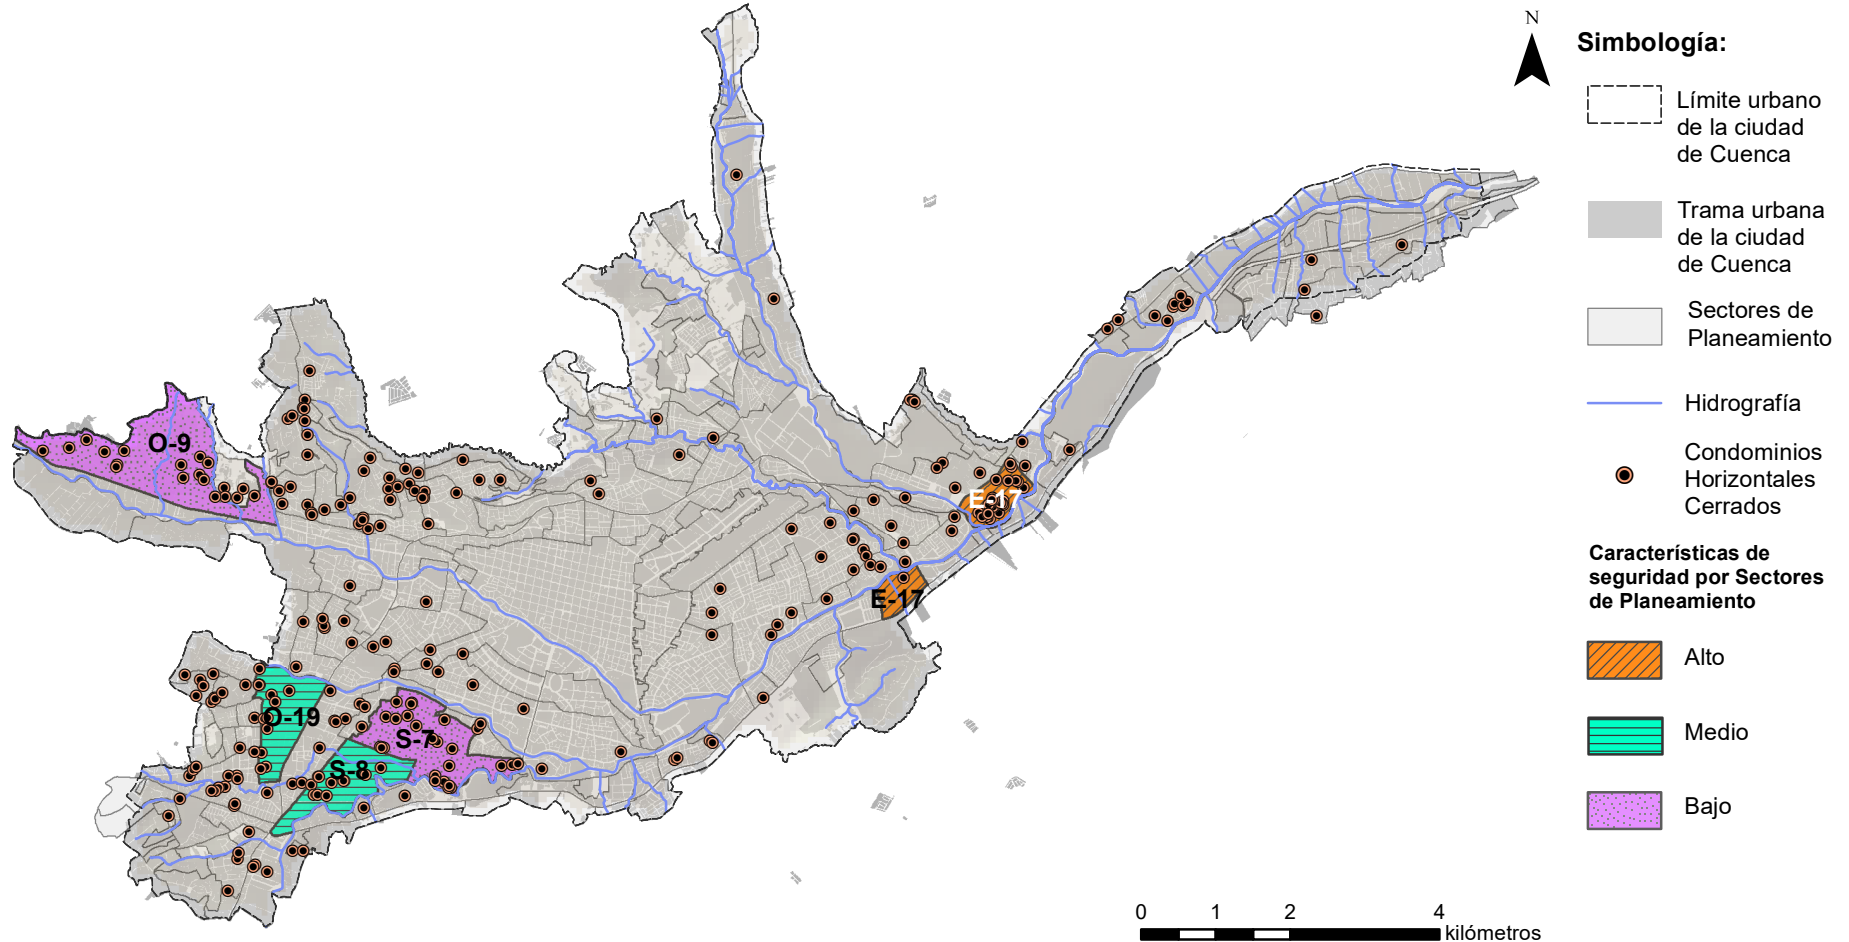 N
Simbología:
Límite urbano
de la ciudad
de Cuenca
Trama urbana
de la ciudad
de Cuenca
Sectores de
Planeamiento
Hidrografía
Condominios
Horizontales
Cerrados
Características de
seguridad por Sectores
de Planeamiento
Alto
Medio
Bajo
O-9
E-17
E-17
O-19
S-7
S-8
0 1 2 4
kilómetros